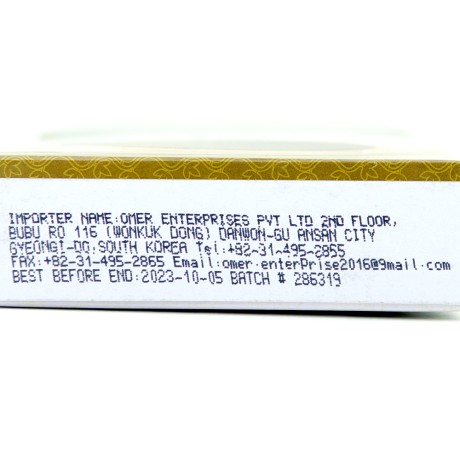 IMPORTER NAME:OMER ENTERPRISES PVT LTD 2ND FLOOR,
BUBU RO 116 (WONKUK DONG) DANWON-GU ANSAN CITY
GYEONGI-DO,SOUTH KOREA Tel:+82-31-495-2855
FAX:+82-31-495-2865 Email:omer.enterPrise2016@9mail.com
BEST BEFORE END:2023-10-05 BATCH # 286319